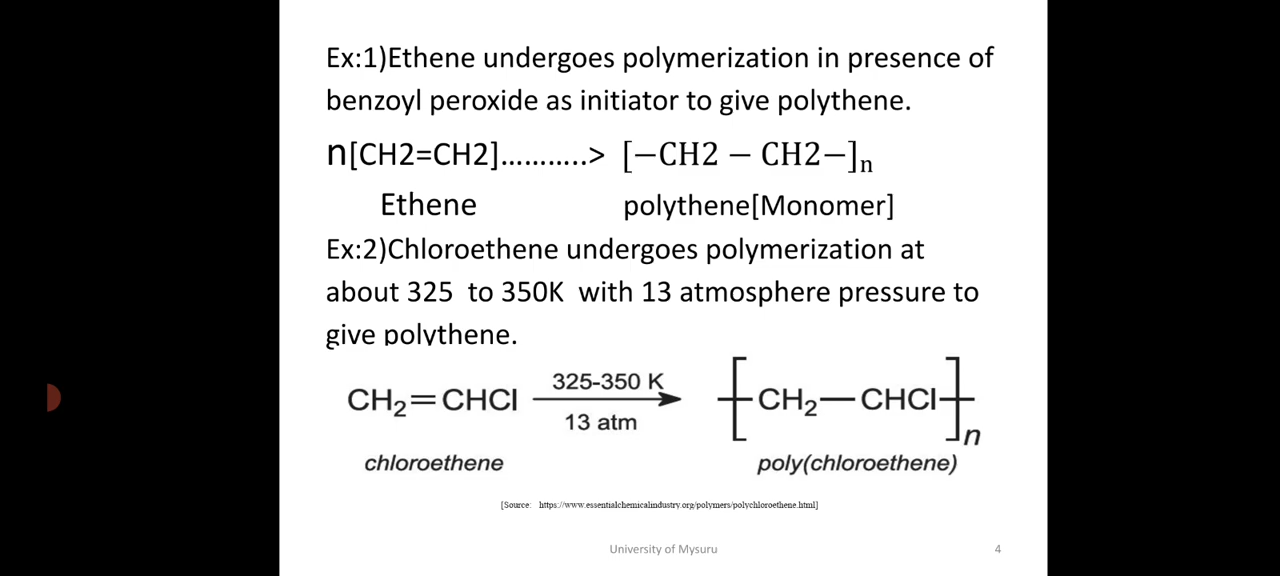 Ex:1)Ethene undergoes polymerization in presence of
benzoyl peroxide as initiator to give polythene.
n[CH2=CH2]...........> [−CH2 − CH2−]n
Ethene polythene[Monomer]
Ex:2)Chloroethene undergoes polymerization at
about 325 to 350K with 13 atmosphere pressure to
give polythene.
325-350 K
CH₂=CHCl [CH₂—CHCl]n
13 atm
chloroethene poly(chloroethene)
[Source: https://www.essentialchemicalindustry.org/polymers/polychloroethene.html]
University of Mysuru 4